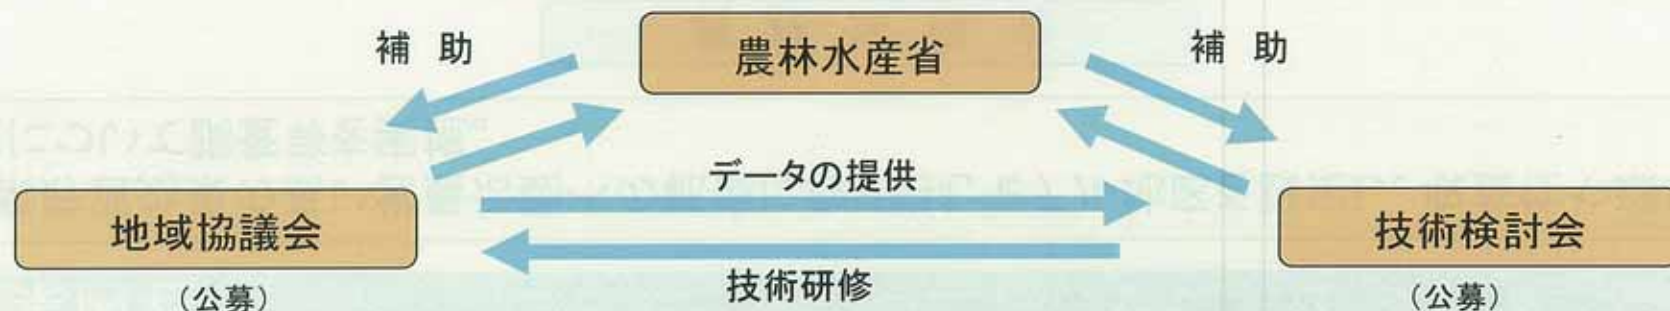 補助
農林水産省
補助
データの提供
地域協議会
技術検討会
技術研修
（公募）
（公募）